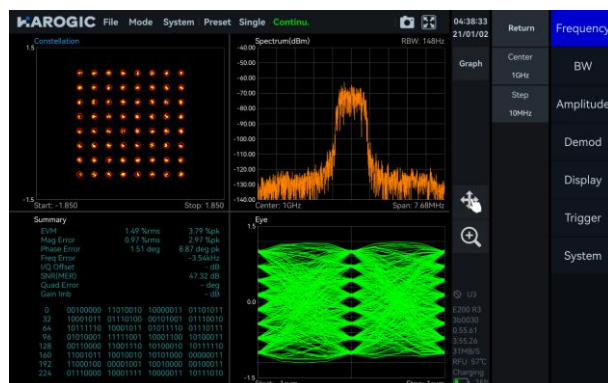 HAROGIC File Mode System Preset Single Continu.
04:38:33
21/01/02
Constellation
1.5
-1.5
Start: -1.850 Stop: 1.850
Spectrum(dBm) RBW: 148Hz
-40.00
-50.00
-60.00
-70.00
-80.00
-90.00
-100.00
-110.00
-120.00
-130.00
-140.00
Center: 1GHz Span: 7.68MHz
Summary
EVM 1.49 %rms 3.79 %pk
Mag Error 0.97 %rms 2.97 %pk
Phase Error 1.51 deg 8.87 deg pk
Freq Error -3.54kHz
I/Q Offset - dB
SNR(MER) 47.32 dB
Quad Error - deg
Gain Imb - dB
0 00100000 11010010 10000011 01101011
32 10001011 01110100 00101001 01110010
64 10111110 10001011 01011110 01101111
96 01010001 11111001 10001100 10100011
128 00100000 11001110 01010010 10111110
160 11001011 10010010 10101000 00000011
192 11000100 00001001 10010000 00100111
224 01110000 10001111 10000011 10111010
Eye
1.5
0.0
-1.5
Graph
U3
E200 R3
3b0030
0.55.61
3.55.26
31MB/S
RFU 57°C
Charging
Return
Center
1GHz
Step
10MHz
Frequency
BW
Amplitude
Demod
Display
Trigger
System